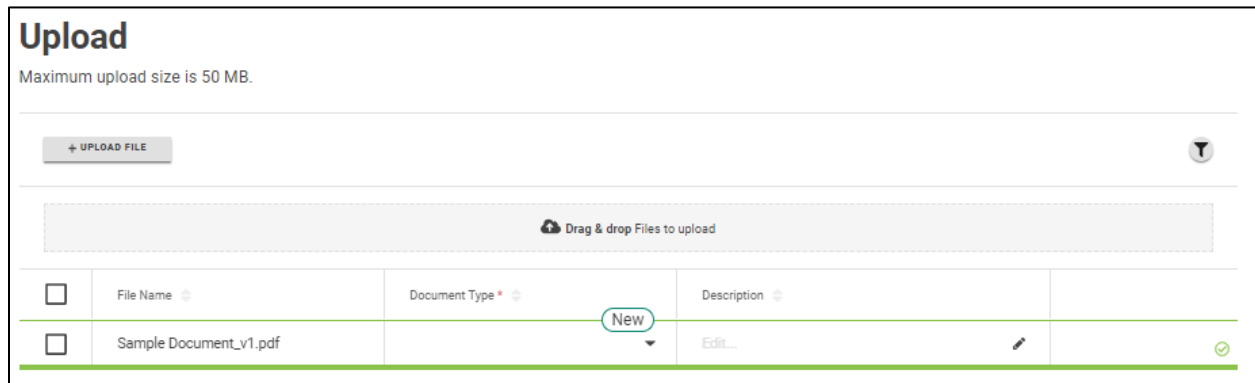 Upload
Maximum upload size is 50 MB.
+ UPLOAD FILE
Drag & drop Files to upload
File Name Document Type * Description
New
Sample Document_v1.pdf Edit...